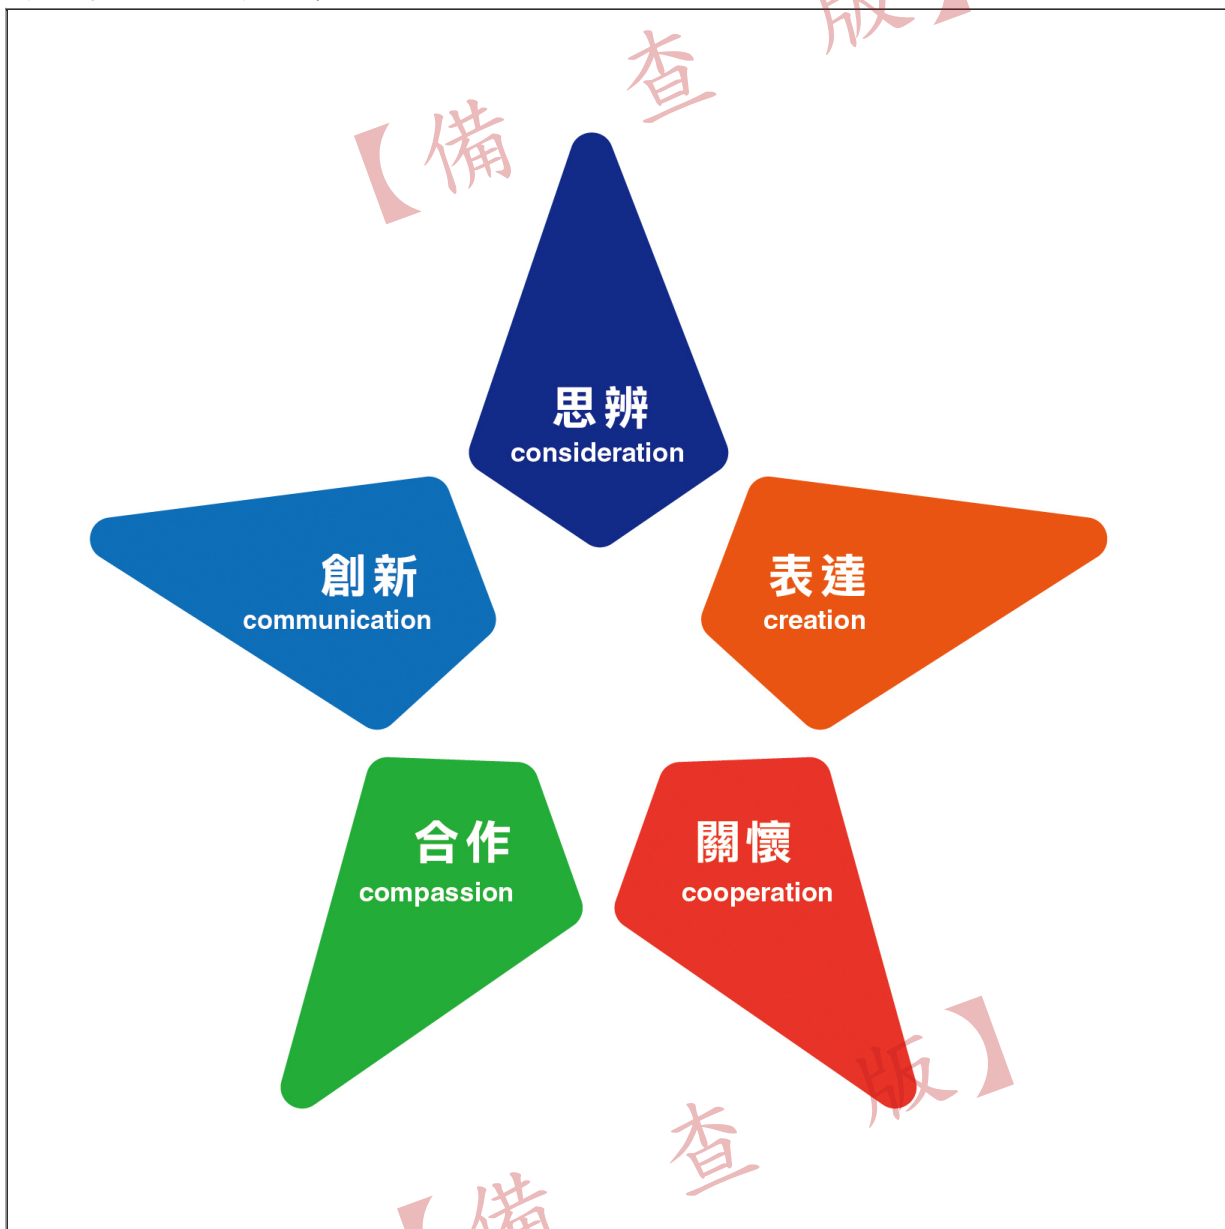 【備 查 版】
思辨
consideration
創新
communication
表達
creation
合作
compassion
關懷
cooperation
【備 查 版】